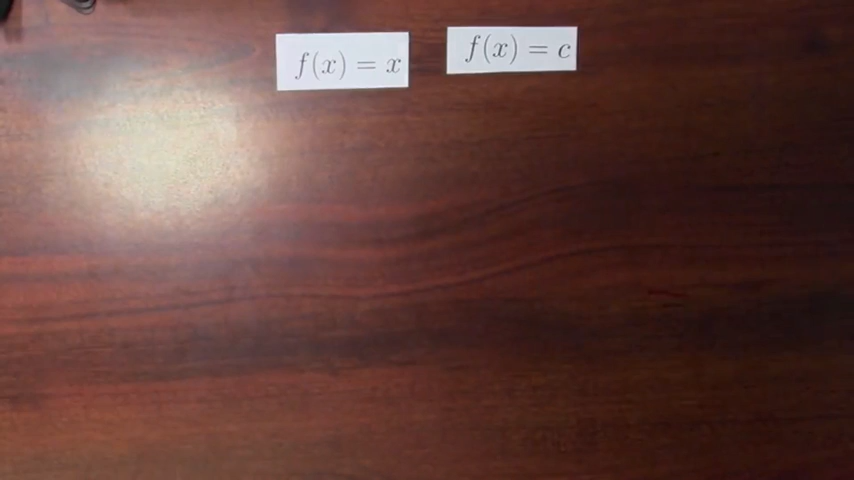 f(x) = x
f(x) = c